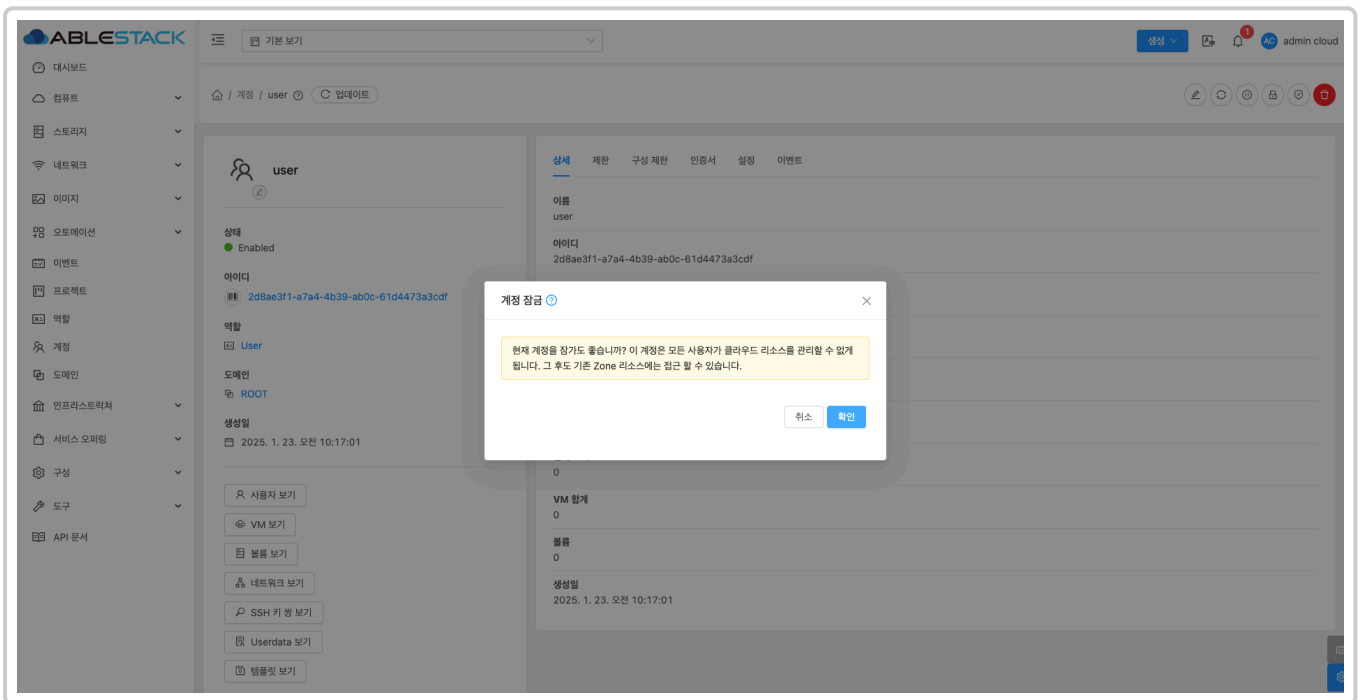 ABLESTACK
기본 보기
생성
1
AC admin cloud
대시보드
컴퓨트
스토리지
네트워크
이미지
오토메이션
이벤트
프로젝트
역할
계정
도메인
인프라스트럭쳐
서비스 오퍼링
구성
도구
API 문서
/ 계정 / user 업데이트
user
상태
Enabled
아이디
2d8ae3f1-a7a4-4b39-ab0c-61d4473a3cdf
역할
User
도메인
ROOT
생성일
2025. 1. 23. 오전 10:17:01
사용자 보기
VM 보기
볼륨 보기
네트워크 보기
SSH 키 쌍 보기
Userdata 보기
템플릿 보기
상세 제한 구성 제한 인증서 설정 이벤트
이름
user
아이디
2d8ae3f1-a7a4-4b39-ab0c-61d4473a3cdf
계정 잠금
현재 계정을 잠가도 좋습니까? 이 계정은 모든 사용자가 클라우드 리소스를 관리할 수 없게
됩니다. 그 후도 기존 Zone 리소스에는 접근 할 수 있습니다.
취소 확인
0
VM 합계
0
볼륨
0
생성일
2025. 1. 23. 오전 10:17:01